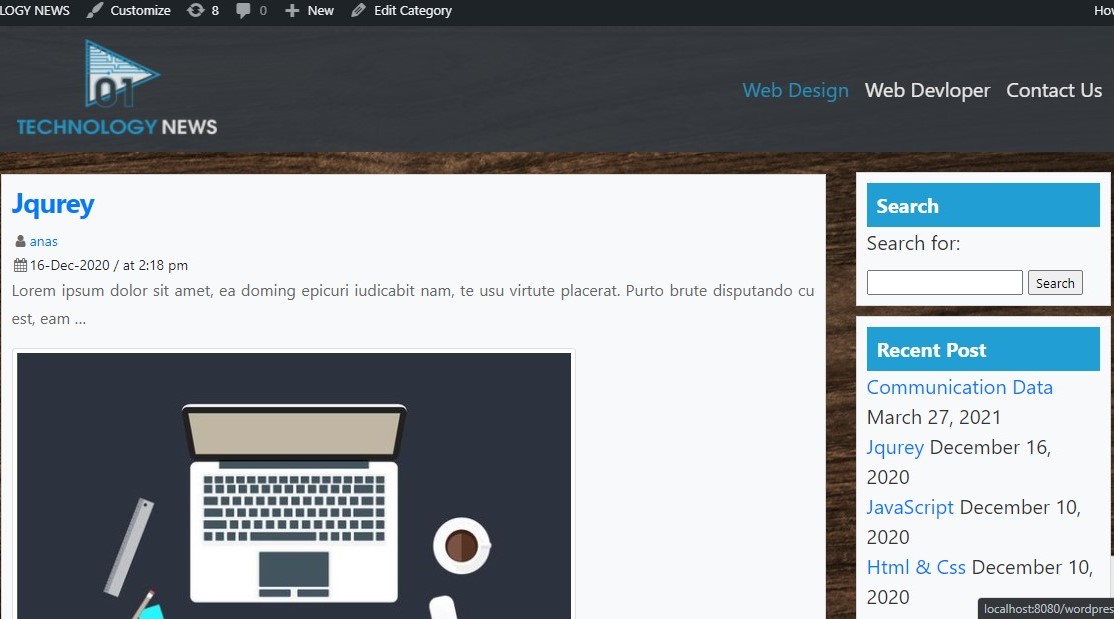 LOGY NEWS Customize 8 0 New Edit Category
Web Design Web Devloper Contact Us
01
TECHNOLOGY NEWS
Jqurey
anas
16-Dec-2020 / at 2:18 pm
Lorem ipsum dolor sit amet, ea doming epicuri iudicabit nam, te usu virtute placerat. Purto brute disputando cu
est, eam ...
Search
Search for:
Search
Recent Post
Communication Data
March 27, 2021
Jqurey December 16,
2020
JavaScript December 10,
2020
Html & Css December 10,
2020
localhost:8080/wordpres